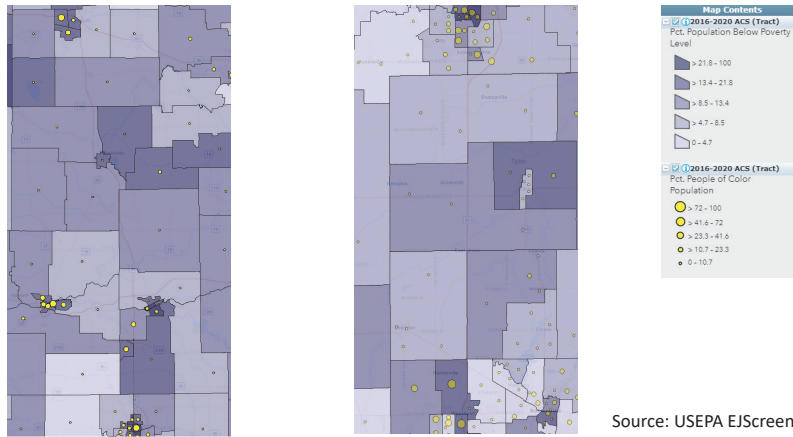 Map Contents
2016-2020 ACS (Tract)
Pct. Population Below Poverty
Level
> 21.8 - 100
> 13.4 - 21.8
> 8.5 - 13.4
> 4.7 - 8.5
0 - 4.7
2016-2020 ACS (Tract)
Pct. People of Color
Population
> 72 - 100
> 41.6 - 72
> 23.3 - 41.6
> 10.7 - 23.3
0 - 10.7
Source: USEPA EJScreen